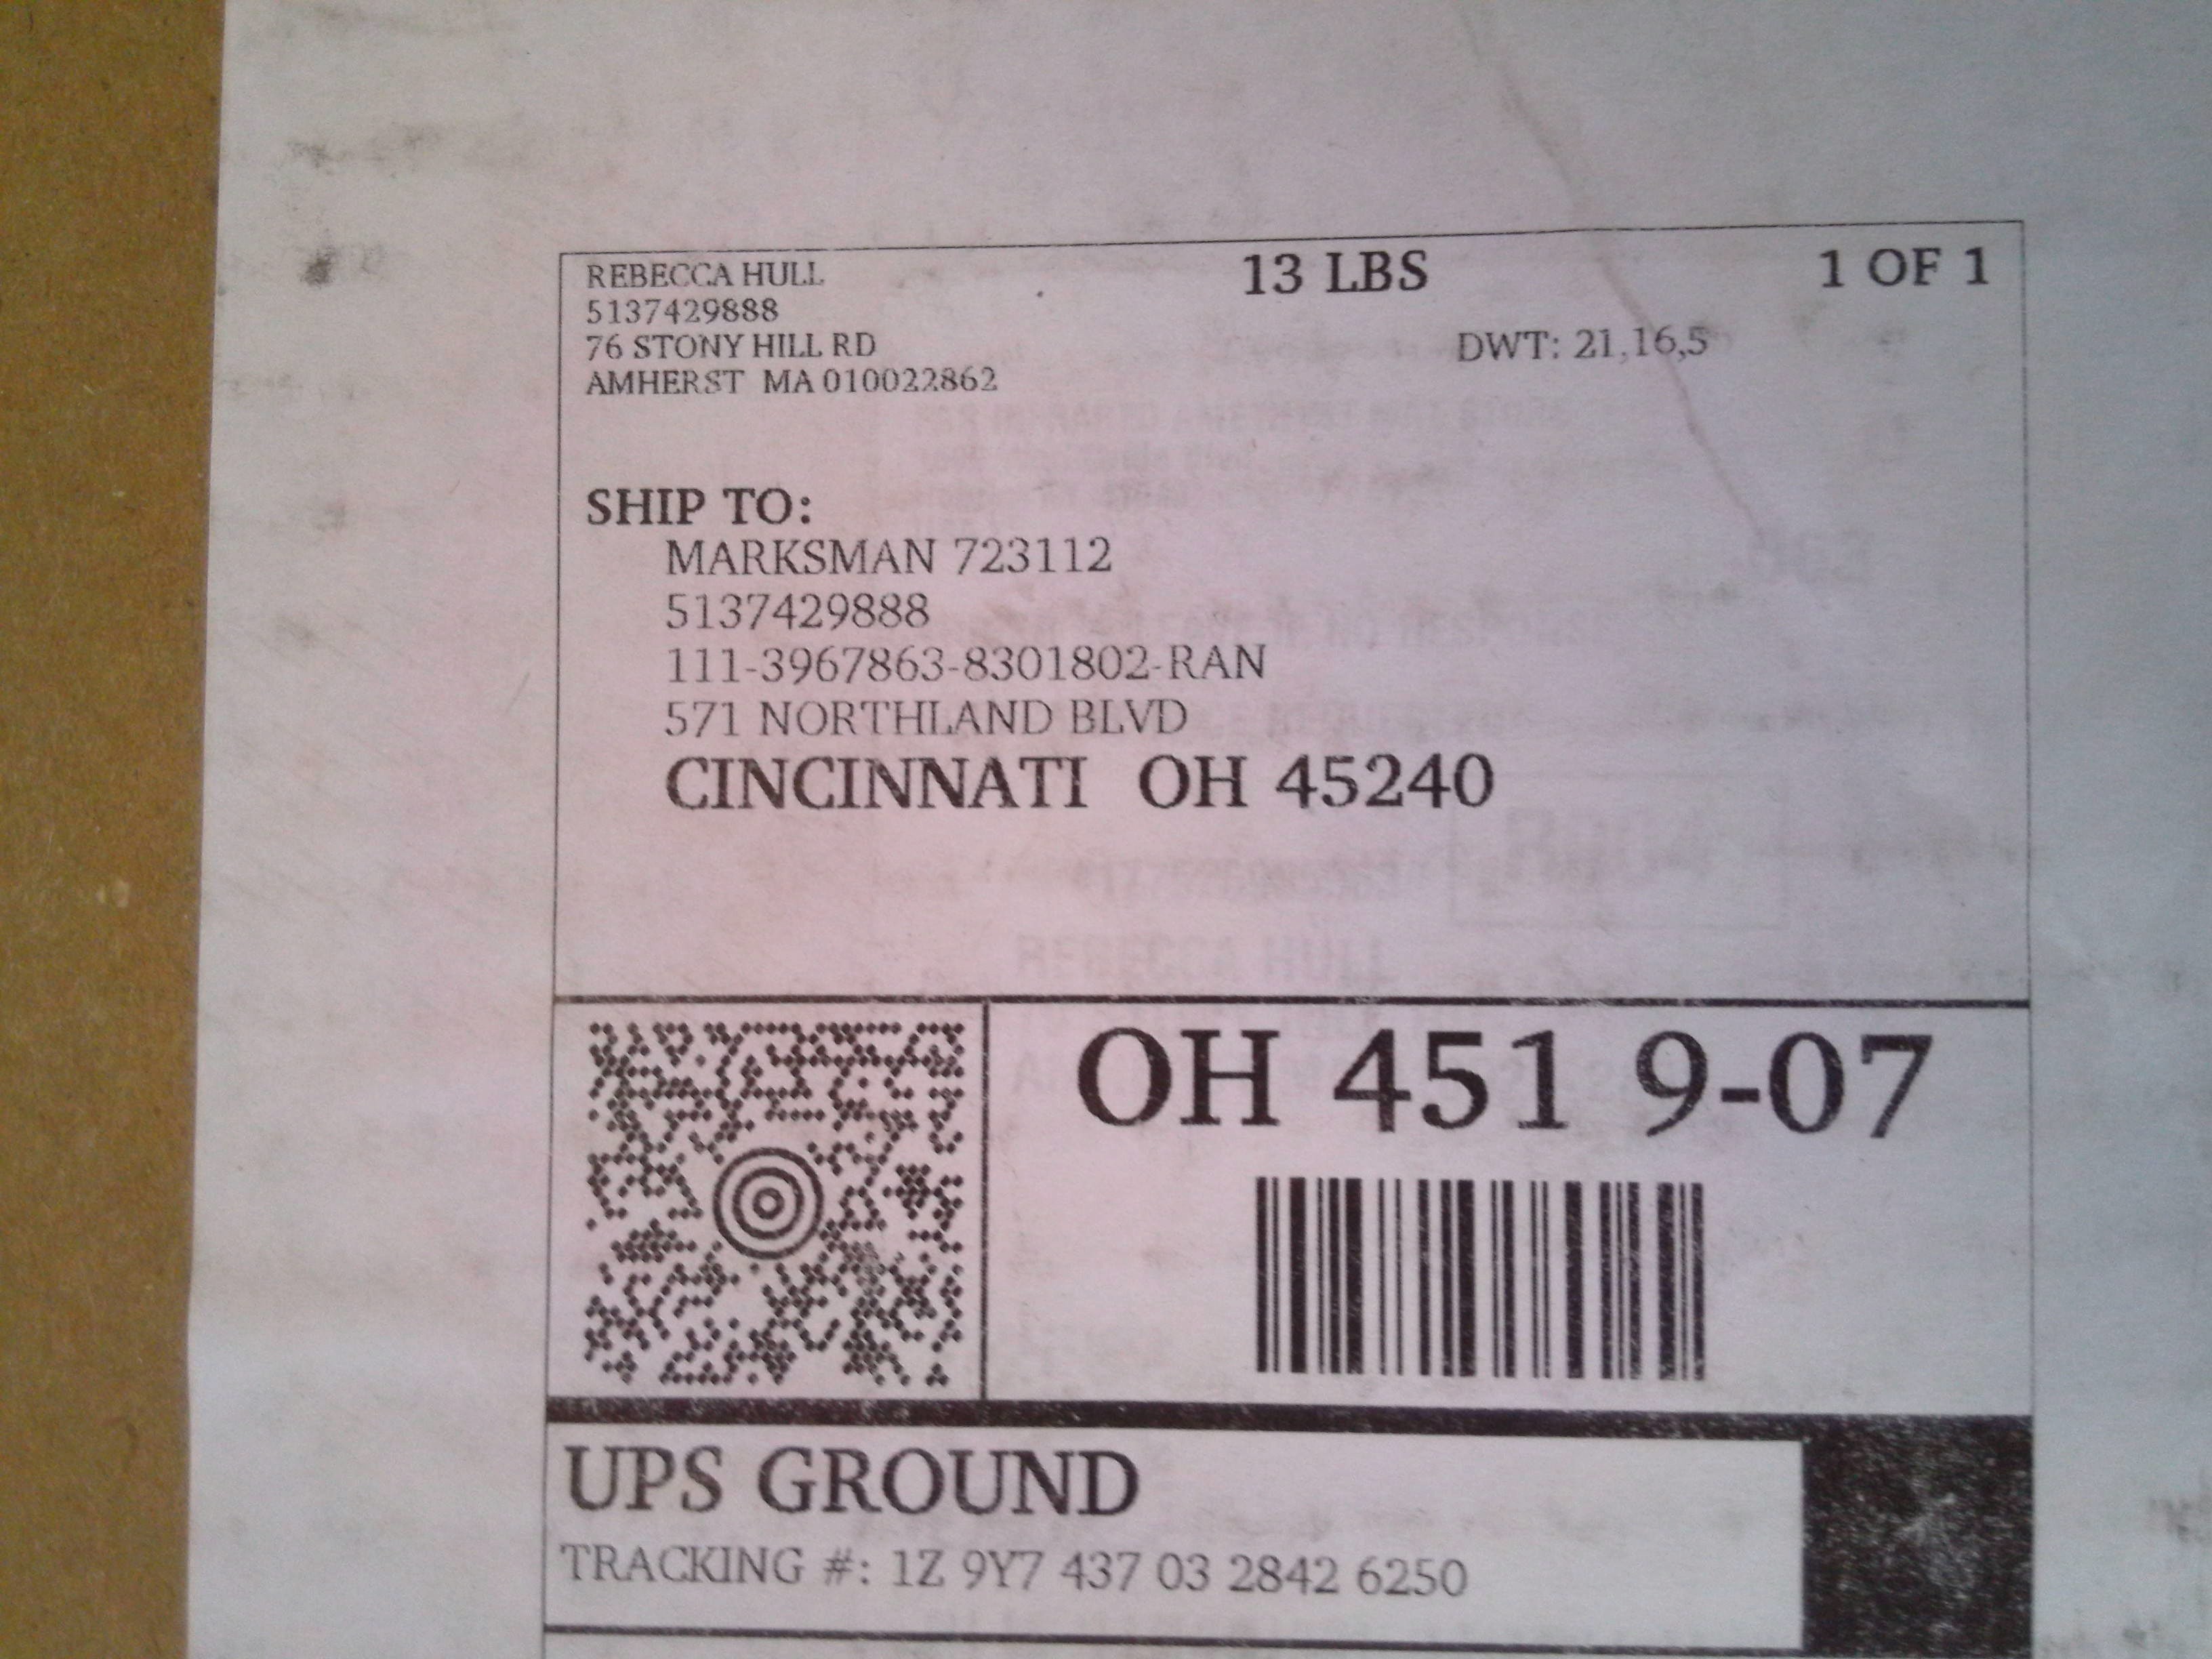 REBECCA HULL
5137429888
76 STONY HILL RD
AMHERST MA 010022862
13 LBS
1 OF 1
DWT: 21,16,5
SHIP TO:
MARKSMAN 723112
5137429888
111-3967863-8301802-RAN
571 NORTHLAND BLVD
CINCINNATI OH 45240
REBECCA HULL
OH 451 9-07
UPS GROUND
TRACKING #: 1Z 9Y7 437 03 2842 6250